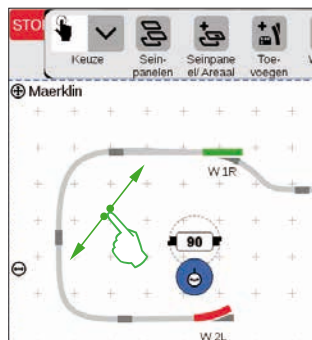 STO
Keuze
Sein-
panelen
Seinpane
el/ Areaal
Toe-
voegen
Maerklin
W 1R
90
W 2L